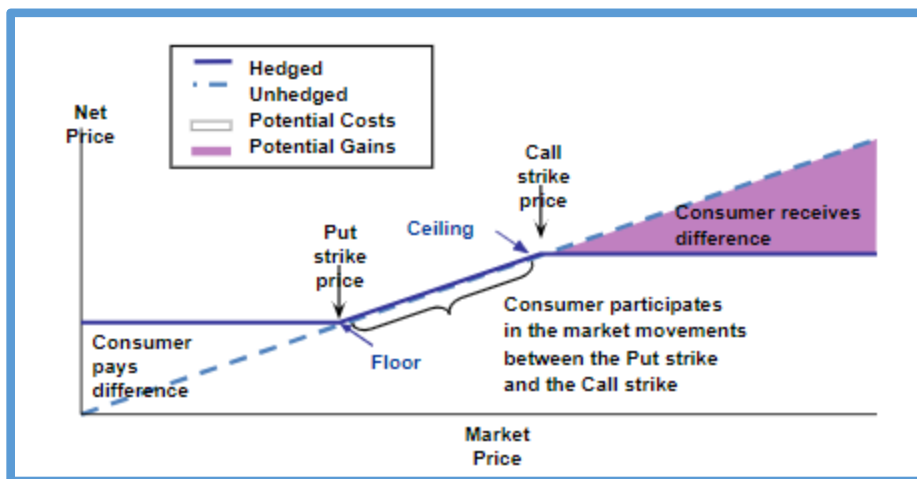 Hedged
Unhedged
Potential Costs
Potential Gains
Net
Price
Call
strike
price
Consumer receives
difference
Ceiling
Put
strike
price
Consumer participates
in the market movements
between the Put strike
and the Call strike
Consumer
pays
difference
Floor
Market
Price